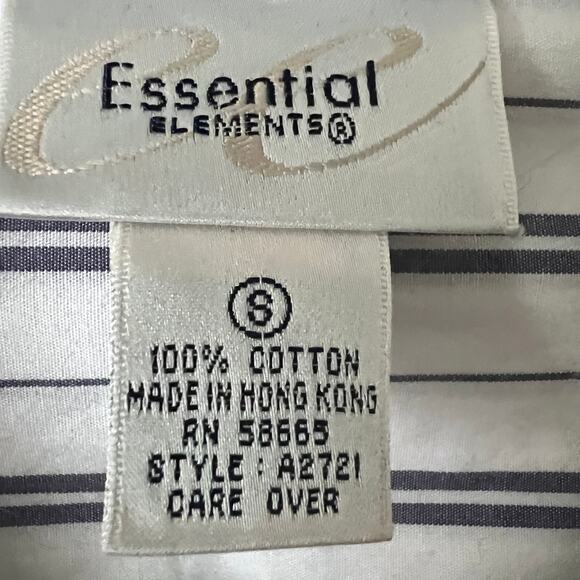 Essential
ELEMENTS®
S
100% COTTON
MADE IN HONG KONG
RN 58665
STYLE: A2721
CARE OVER